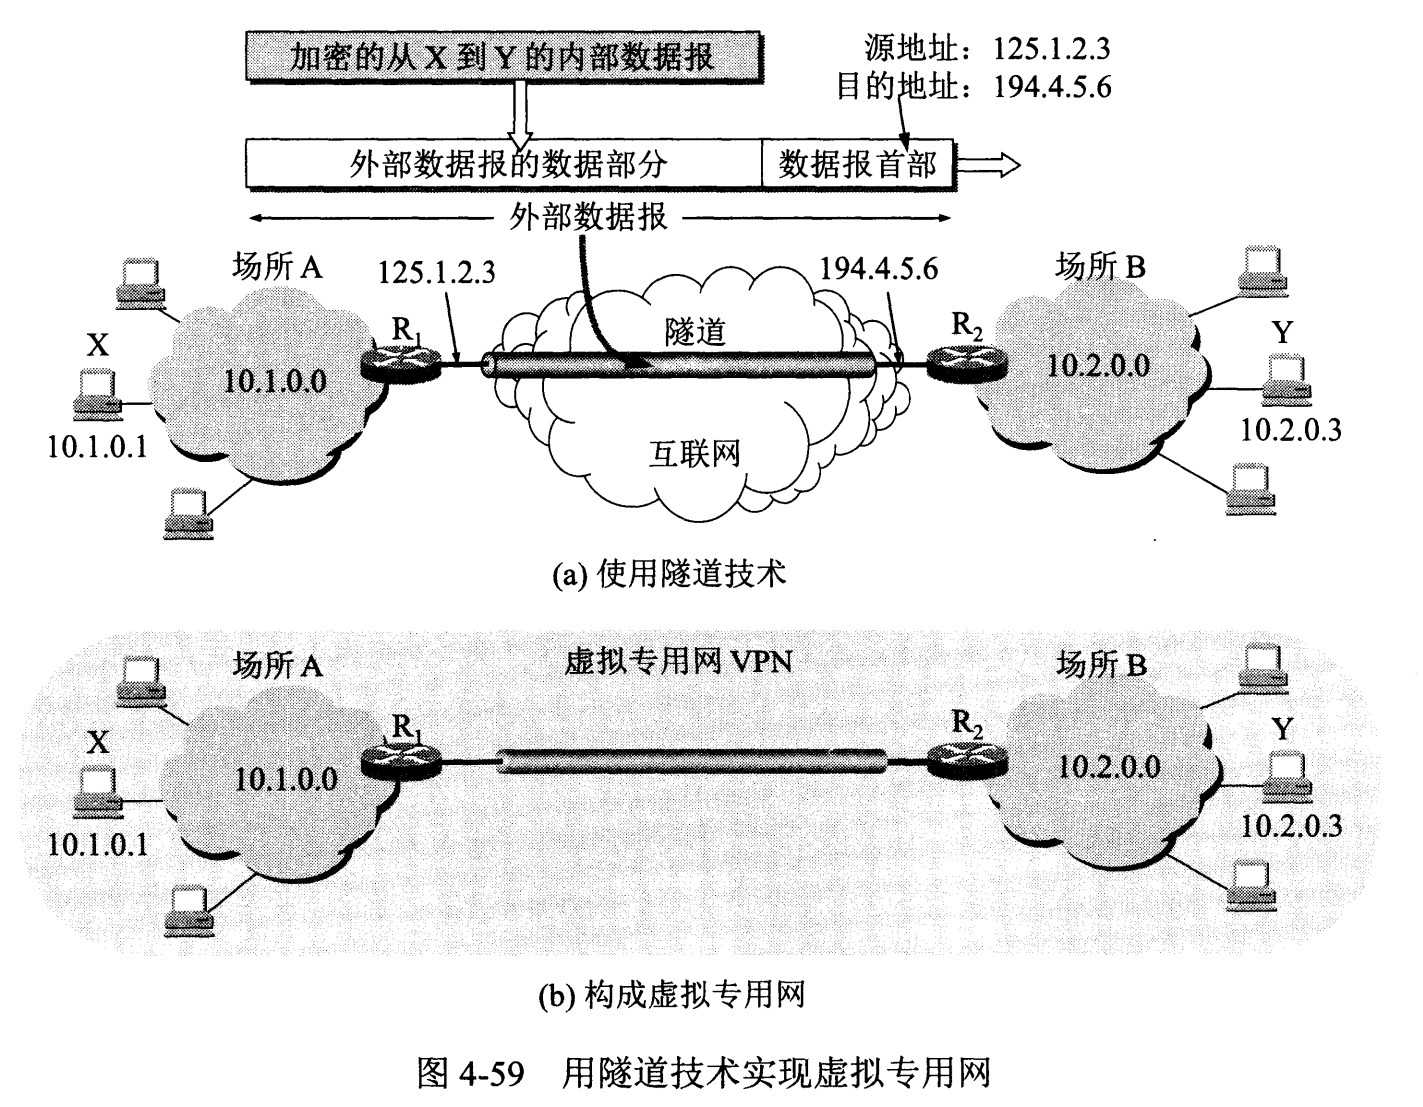 加密的从 X 到 Y 的内部数据报
源地址：125.1.2.3
目的地址：194.4.5.6
外部数据报的数据部分
数据报首部
外部数据报
场所 A
125.1.2.3
194.4.5.6
场所 B
X
R1
隧道
R2
Y
10.1.0.0
10.2.0.0
10.1.0.1
互联网
10.2.0.3
(a) 使用隧道技术
场所 A
虚拟专用网 VPN
场所 B
X
R1
R2
Y
10.1.0.0
10.2.0.0
10.1.0.1
10.2.0.3
(b) 构成虚拟专用网
图 4-59 用隧道技术实现虚拟专用网